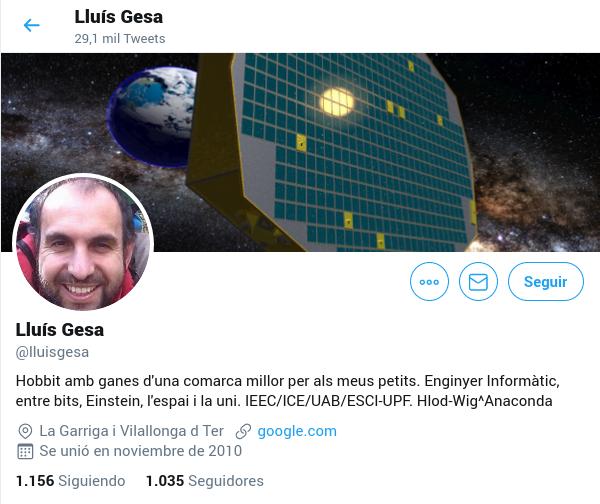 Lluís Gesa
29,1 mil Tweets
Seguir
Lluís Gesa
@lluisgesa
Hobbit amb ganes d'una comarca millor per als meus petits. Enginyer Informàtic,
entre bits, Einstein, l'espai i la uni. IEEC/ICE/UAB/ESCI-UPF. Hlod-Wig^Anaconda
La Garriga i Vilallonga d Ter google.com
Se unió en noviembre de 2010
1.156 Siguiendo 1.035 Seguidores